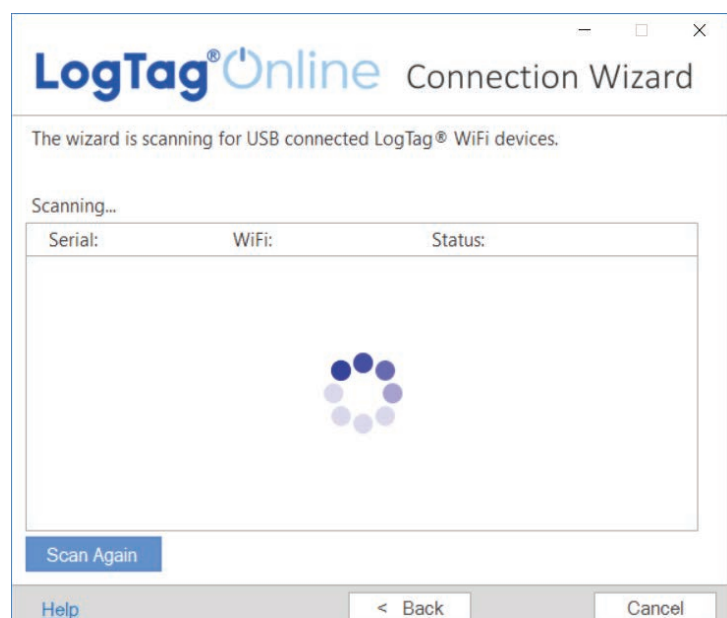 LogTag® Online Connection Wizard
The wizard is scanning for USB connected LogTag® WiFi devices.
Scanning...
Serial: WiFi: Status:
Scan Again
Help < Back Cancel